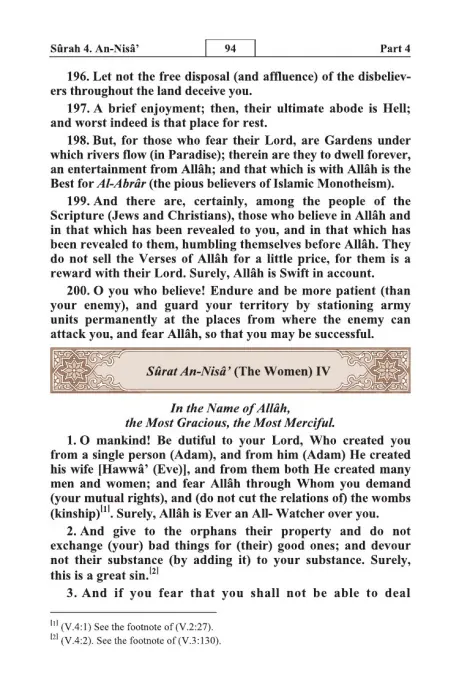 Sûrah 4. An-Nisâ’ 94 Part 4
196. Let not the free disposal (and affluence) of the disbeliev-
ers throughout the land deceive you.
197. A brief enjoyment; then, their ultimate abode is Hell;
and worst indeed is that place for rest.
198. But, for those who fear their Lord, are Gardens under
which rivers flow (in Paradise); therein are they to dwell forever,
an entertainment from Allâh; and that which is with Allâh is the
Best for Al-Abrâr (the pious believers of Islamic Monotheism).
199. And there are, certainly, among the people of the
Scripture (Jews and Christians), those who believe in Allâh and
in that which has been revealed to you, and in that which has
been revealed to them, humbling themselves before Allâh. They
do not sell the Verses of Allâh for a little price, for them is a
reward with their Lord. Surely, Allâh is Swift in account.
200. O you who believe! Endure and be more patient (than
your enemy), and guard your territory by stationing army
units permanently at the places from where the enemy can
attack you, and fear Allâh, so that you may be successful.
Sûrat An-Nisâ’ (The Women) IV
In the Name of Allâh,
the Most Gracious, the Most Merciful.
1. O mankind! Be dutiful to your Lord, Who created you
from a single person (Adam), and from him (Adam) He created
his wife [Hawwâ’ (Eve)], and from them both He created many
men and women; and fear Allâh through Whom you demand
(your mutual rights), and (do not cut the relations of) the wombs
(kinship)[1]. Surely, Allâh is Ever an All- Watcher over you.
2. And give to the orphans their property and do not
exchange (your) bad things for (their) good ones; and devour
not their substance (by adding it) to your substance. Surely,
this is a great sin.[2]
3. And if you fear that you shall not be able to deal
[1] (V.4:1) See the footnote of (V.2:27).
[2] (V.4:2). See the footnote of (V.3:130).